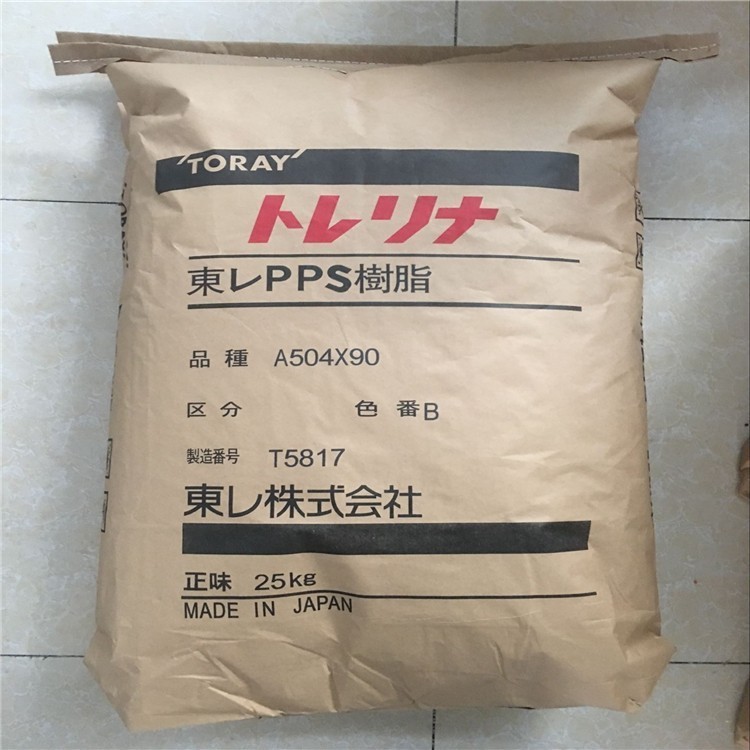 TORAY
トレリナ
東レPPS樹脂
品種 A504X90
区分 色番B
製造番号 T5817
東レ株式会社
正味 25kg
MADE IN JAPAN